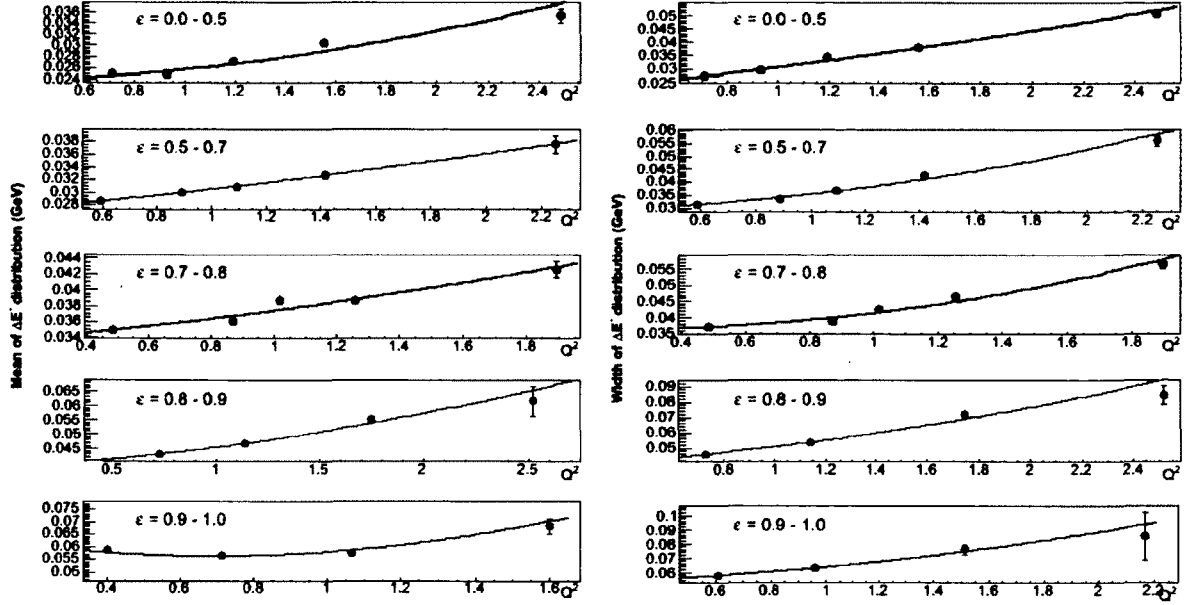 Mean of ΔE' distribution (GeV)
0.036
0.034
0.032
0.03
0.028
0.026
0.024
ε = 0.0 - 0.5
0.6 0.8 1 1.2 1.4 1.6 1.8 2 2.2 2.4 Q²
0.038
0.036
0.034
0.032
0.03
0.028
ε = 0.5 - 0.7
0.6 0.8 1 1.2 1.4 1.6 1.8 2 2.2 Q²
0.044
0.042
0.04
0.038
0.036
0.034
ε = 0.7 - 0.8
0.4 0.6 0.8 1 1.2 1.4 1.6 1.8 Q²
0.065
0.06
0.055
0.05
0.045
ε = 0.8 - 0.9
0.5 1 1.5 2 2.5 Q²
0.075
0.07
0.065
0.06
0.055
0.05
ε = 0.9 - 1.0
0.4 0.6 0.8 1 1.2 1.4 1.6 Q²
Width of ΔE' distribution (GeV)
0.05
0.045
0.04
0.035
0.03
0.025
ε = 0.0 - 0.5
0.8 1 1.2 1.4 1.6 1.8 2 2.2 2.4 Q²
0.06
0.055
0.05
0.045
0.04
0.035
0.03
ε = 0.5 - 0.7
0.6 0.8 1 1.2 1.4 1.6 1.8 2 2.2 Q²
0.055
0.05
0.045
0.04
0.035
ε = 0.7 - 0.8
0.4 0.6 0.8 1 1.2 1.4 1.6 1.8 Q²
0.09
0.08
0.07
0.06
0.05
ε = 0.8 - 0.9
0.8 1 1.2 1.4 1.6 1.8 2 2.2 2.4 Q²
0.1
0.09
0.08
0.07
0.06
ε = 0.9 - 1.0
0.6 0.8 1 1.2 1.4 1.6 1.8 2 2.2 Q²